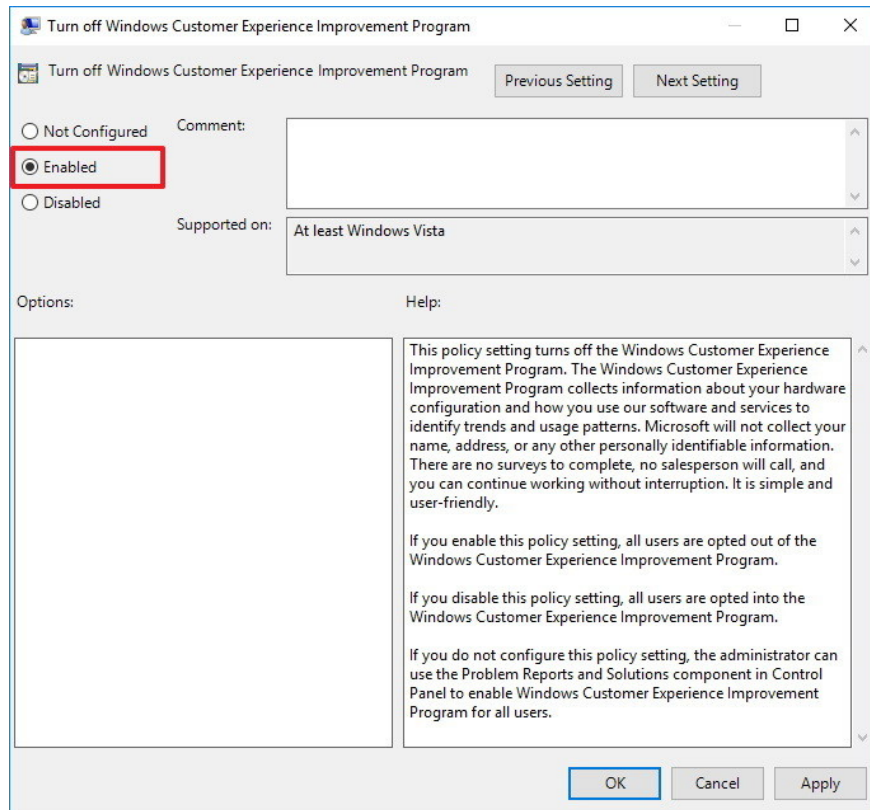 Turn off Windows Customer Experience Improvement Program
Turn off Windows Customer Experience Improvement Program
Previous Setting
Next Setting
Not Configured
Comment:
Enabled
Disabled
Supported on:
At least Windows Vista
Options:
Help:
This policy setting turns off the Windows Customer Experience
Improvement Program. The Windows Customer Experience
Improvement Program collects information about your hardware
configuration and how you use our software and services to
identify trends and usage patterns. Microsoft will not collect your
name, address, or any other personally identifiable information.
There are no surveys to complete, no salesperson will call, and
you can continue working without interruption. It is simple and
user-friendly.
If you enable this policy setting, all users are opted out of the
Windows Customer Experience Improvement Program.
If you disable this policy setting, all users are opted into the
Windows Customer Experience Improvement Program.
If you do not configure this policy setting, the administrator can
use the Problem Reports and Solutions component in Control
Panel to enable Windows Customer Experience Improvement
Program for all users.
OK
Cancel
Apply